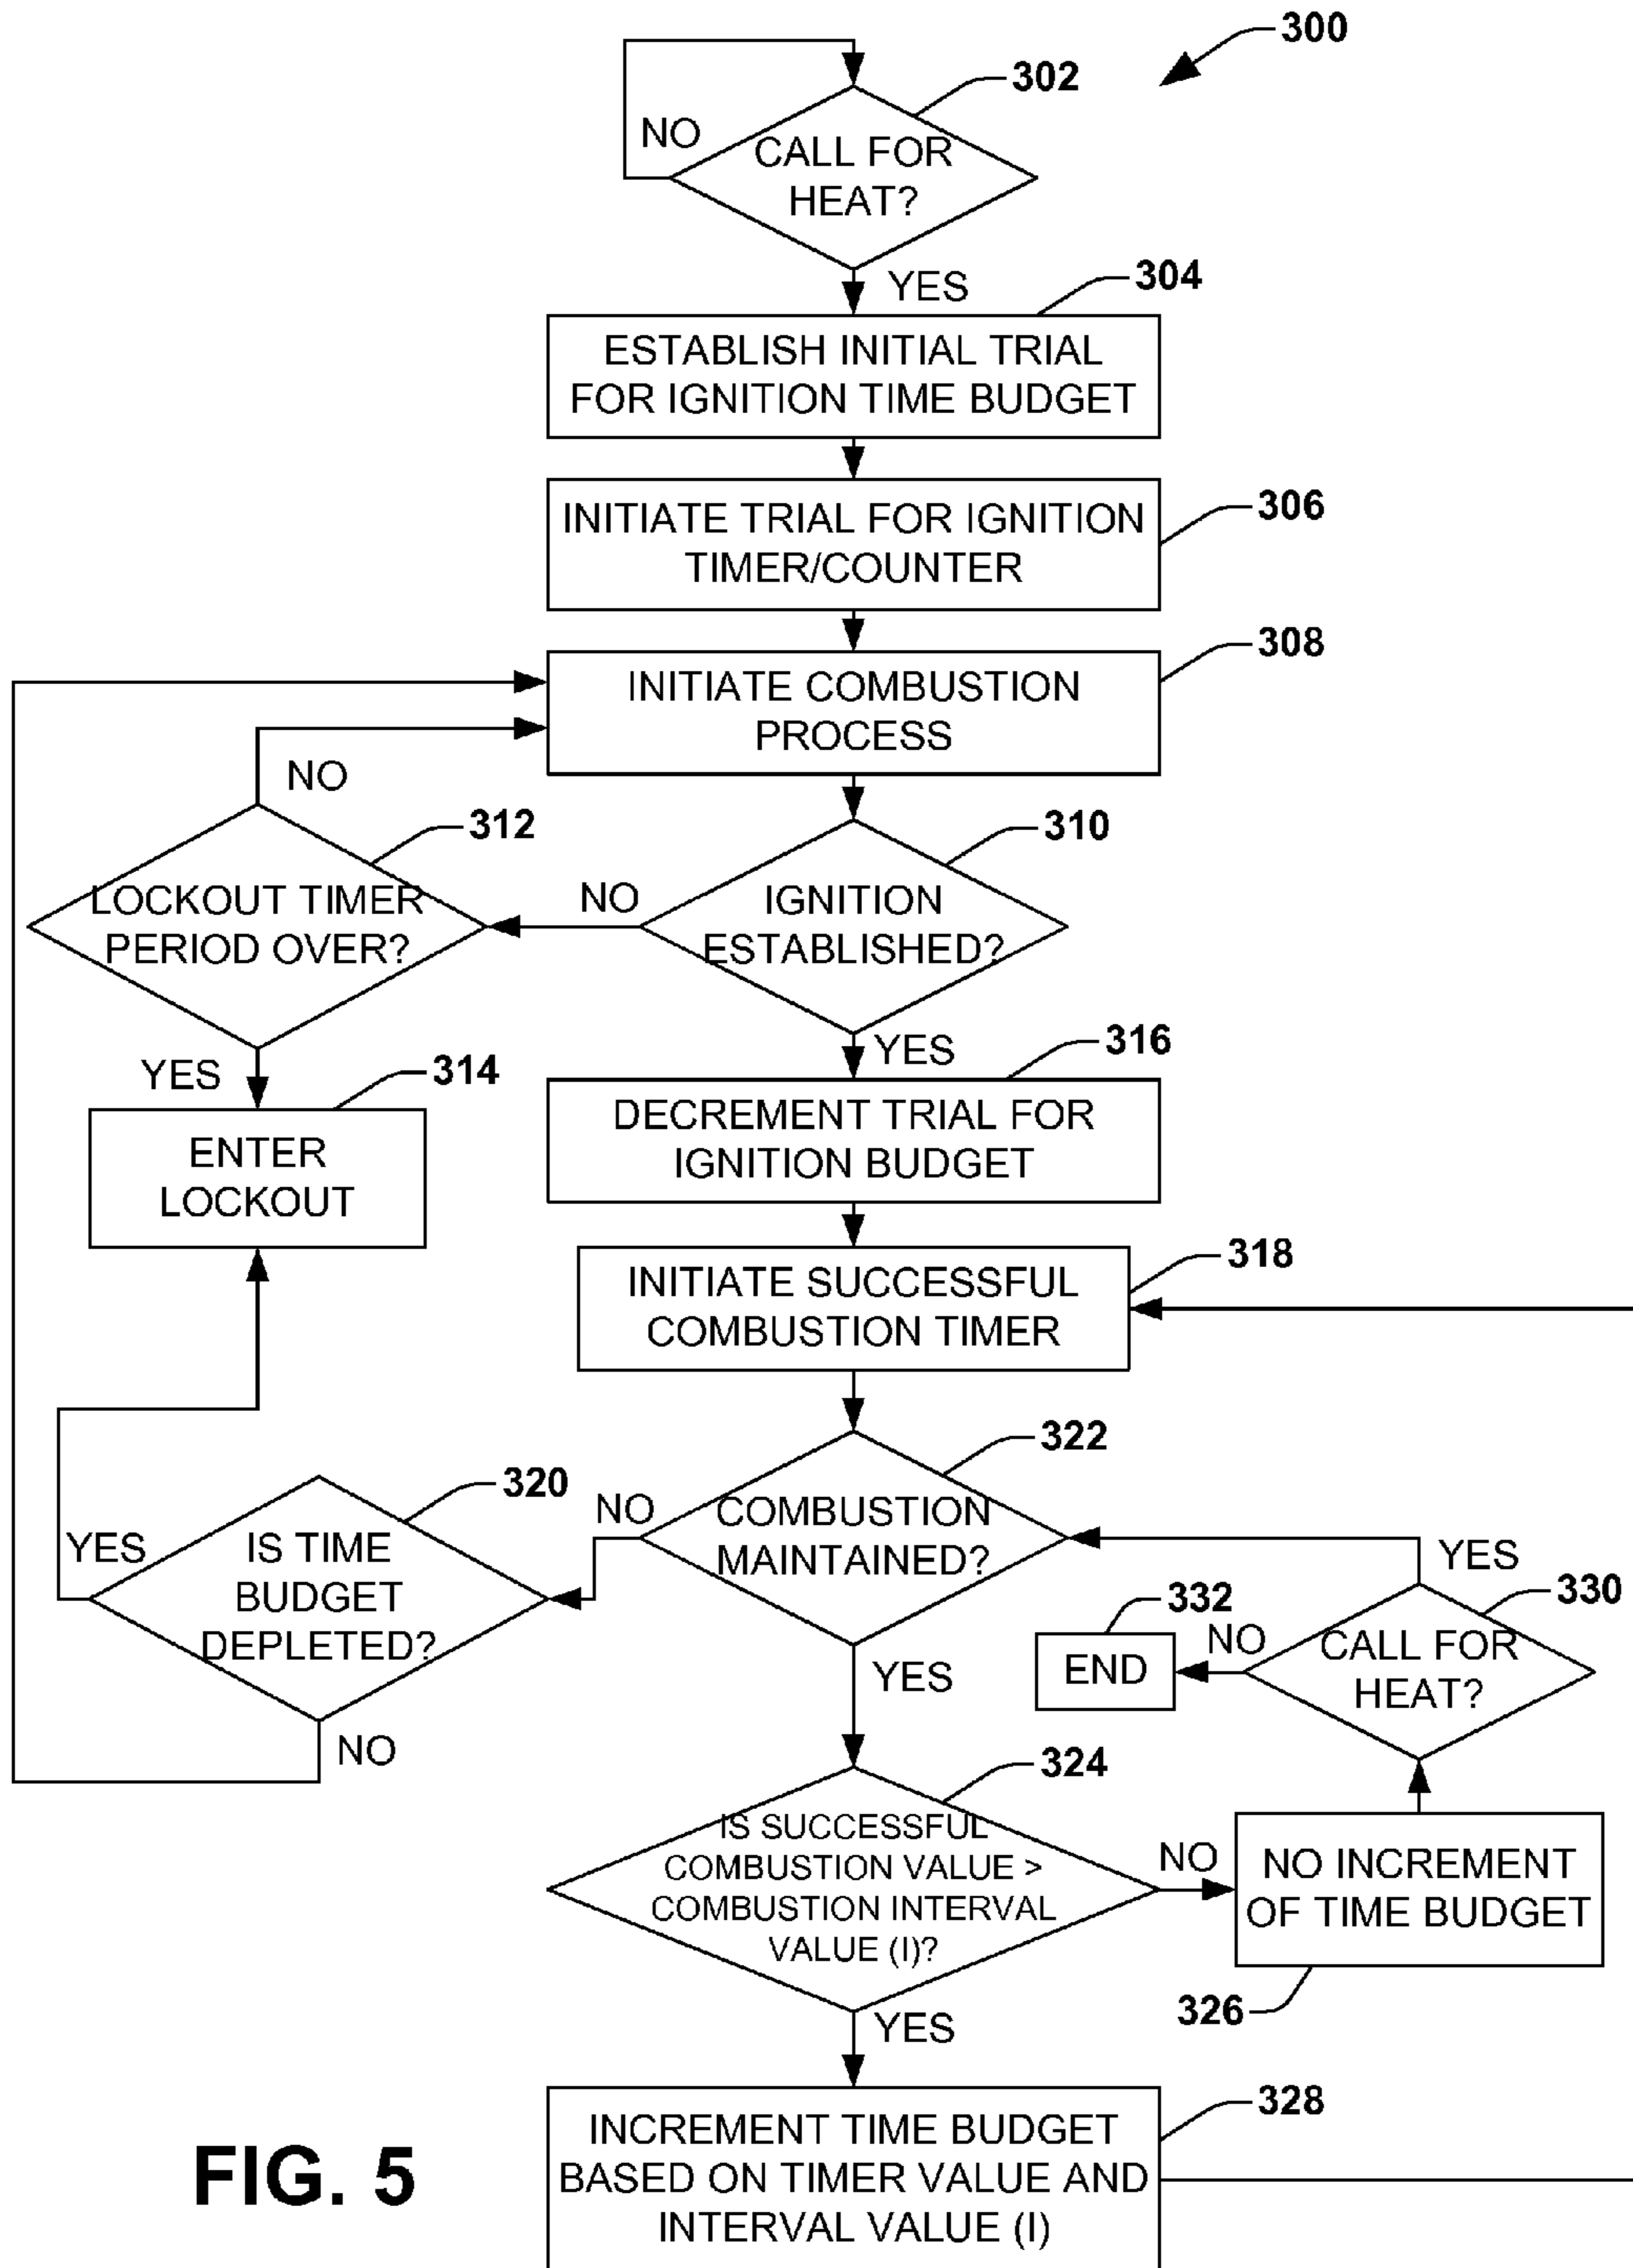 300
302
NO
CALL FOR
HEAT?
YES
304
ESTABLISH INITIAL TRIAL
FOR IGNITION TIME BUDGET
INITIATE TRIAL FOR IGNITION
TIMER/COUNTER
306
308
INITIATE COMBUSTION
PROCESS
NO
312
310
LOCKOUT TIMER
PERIOD OVER?
NO
IGNITION
ESTABLISHED?
YES
314
YES
316
ENTER
LOCKOUT
DECREMENT TRIAL FOR
IGNITION BUDGET
318
INITIATE SUCCESSFUL
COMBUSTION TIMER
322
320
NO
COMBUSTION
MAINTAINED?
YES
IS TIME
BUDGET
DEPLETED?
NO
YES
YES
330
332
END
NO
CALL FOR
HEAT?
324
IS SUCCESSFUL
COMBUSTION VALUE >
COMBUSTION INTERVAL
VALUE (I)?
NO
NO INCREMENT
OF TIME BUDGET
326
YES
328
INCREMENT TIME BUDGET
BASED ON TIMER VALUE AND
INTERVAL VALUE (I)
FIG. 5